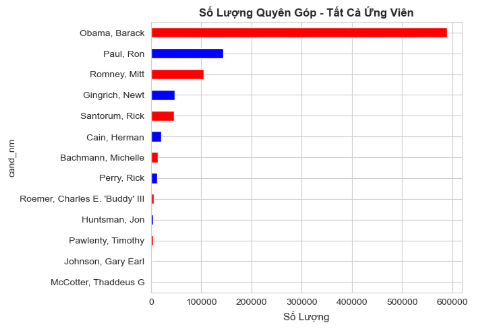 Số Lượng Quyên Góp - Tất Cả Ứng Viên
Obama, Barack
Paul, Ron
Romney, Mitt
Gingrich, Newt
Santorum, Rick
Cain, Herman
Bachmann, Michelle
Perry, Rick
Roemer, Charles E. 'Buddy' III
Huntsman, Jon
Pawlenty, Timothy
Johnson, Gary Earl
McCotter, Thaddeus G
cand_nm
0 100000 200000 300000 400000 500000 600000
Số Lượng